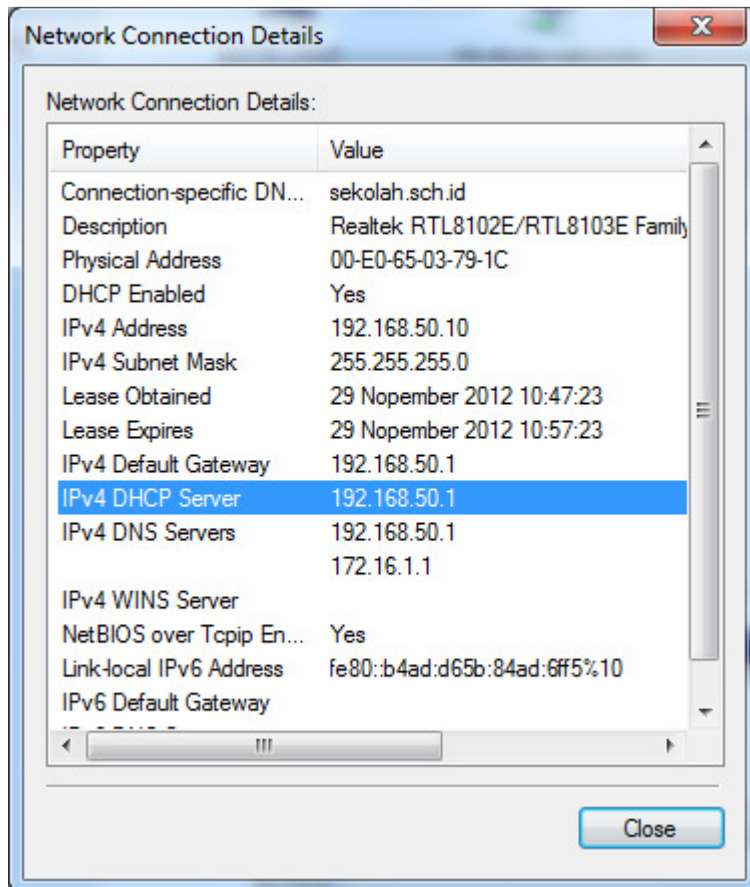 Network Connection Details
Network Connection Details:
Property Value
Connection-specific DN... sekolah.sch.id
Description Realtek RTL8102E/RTL8103E Family
Physical Address 00-E0-65-03-79-1C
DHCP Enabled Yes
IPv4 Address 192.168.50.10
IPv4 Subnet Mask 255.255.255.0
Lease Obtained 29 Nopember 2012 10:47:23
Lease Expires 29 Nopember 2012 10:57:23
IPv4 Default Gateway 192.168.50.1
IPv4 DHCP Server 192.168.50.1
IPv4 DNS Servers 192.168.50.1
172.16.1.1
IPv4 WINS Server
NetBIOS over Tcpip En... Yes
Link-local IPv6 Address fe80::b4ad:d65b:84ad:6ff5%10
IPv6 Default Gateway
Close